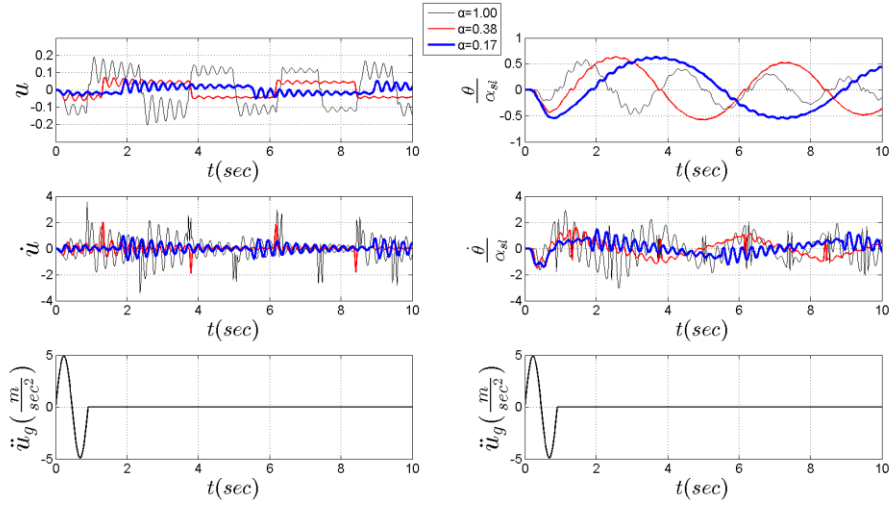 α=1.00
α=0.38
α=0.17
0.2
0.1
0
-0.1
-0.2
u
0 2 4 6 8 10
t(sec)
1
0.5
0
-0.5
-1
θ/α_sl
0 2 4 6 8 10
t(sec)
4
2
0
-2
-4
u̇
0 2 4 6 8 10
t(sec)
4
2
0
-2
-4
θ̇/α_sl
0 2 4 6 8 10
t(sec)
5
0
-5
ü_g(m/sec²)
0 2 4 6 8 10
t(sec)
5
0
-5
ü_g(m/sec²)
0 2 4 6 8 10
t(sec)